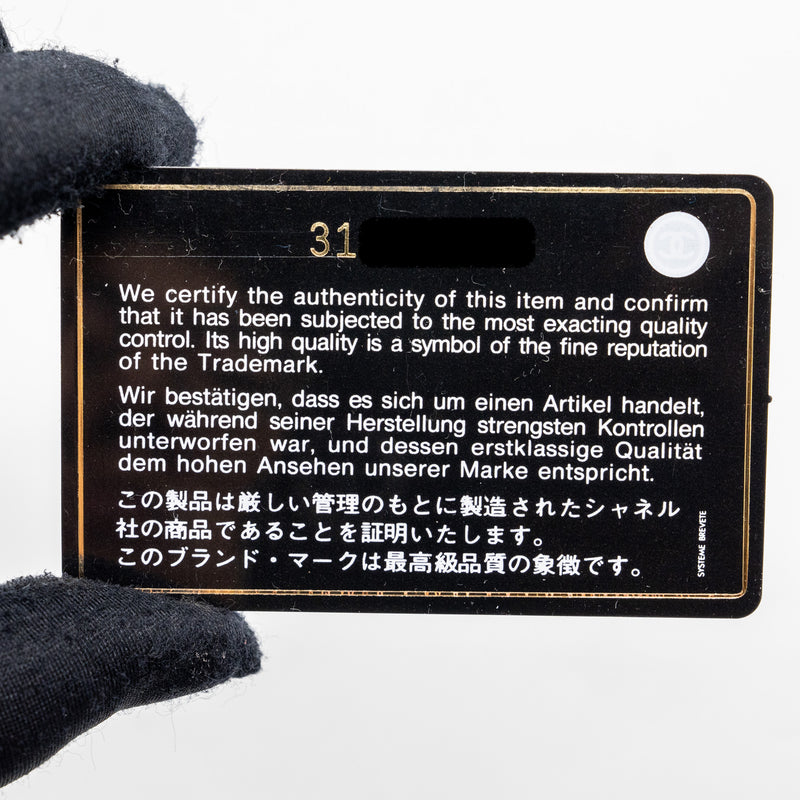 31
We certify the authenticity of this item and confirm
that it has been subjected to the most exacting quality
control. Its high quality is a symbol of the fine reputation
of the Trademark.
Wir bestätigen, dass es sich um einen Artikel handelt,
der während seiner Herstellung strengsten Kontrollen
unterworfen war, und dessen erstklassige Qualität
dem hohen Ansehen unserer Marke entspricht.
この製品は厳しい管理のもとに製造されたシャネル
社の商品であることを証明いたします。
このブランド・マークは最高級品質の象徴です。
SYSTEME BREVETE